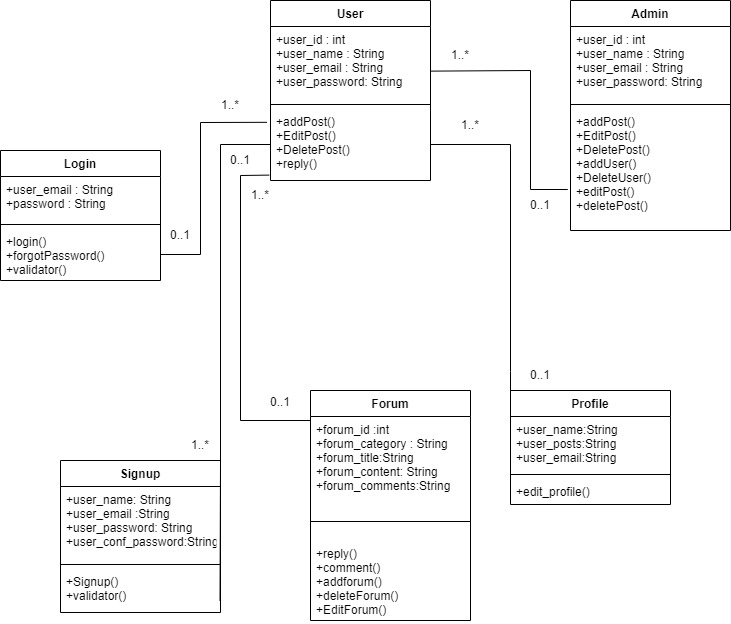 User
+user_id : int
+user_name : String
+user_email : String
+user_password: String
+addPost()
+EditPost()
+DeletePost()
+reply()
Admin
+user_id : int
+user_name : String
+user_email : String
+user_password: String
+addPost()
+EditPost()
+DeletePost()
+addUser()
+DeleteUser()
+editPost()
+deletePost()
1..*
0..1
1..*
0..1
1..*
0..1
Login
+user_email : String
+password : String
+login()
+forgotPassword()
+validator()
0..1
1..*
1..*
0..1
Signup
+user_name: String
+user_email :String
+user_password: String
+user_conf_password:String
+Signup()
+validator()
Forum
+forum_id :int
+forum_category : String
+forum_title:String
+forum_content: String
+forum_comments:String
+reply()
+comment()
+addforum()
+deleteForum()
+EditForum()
Profile
+user_name:String
+user_posts:String
+user_email:String
+edit_profile()